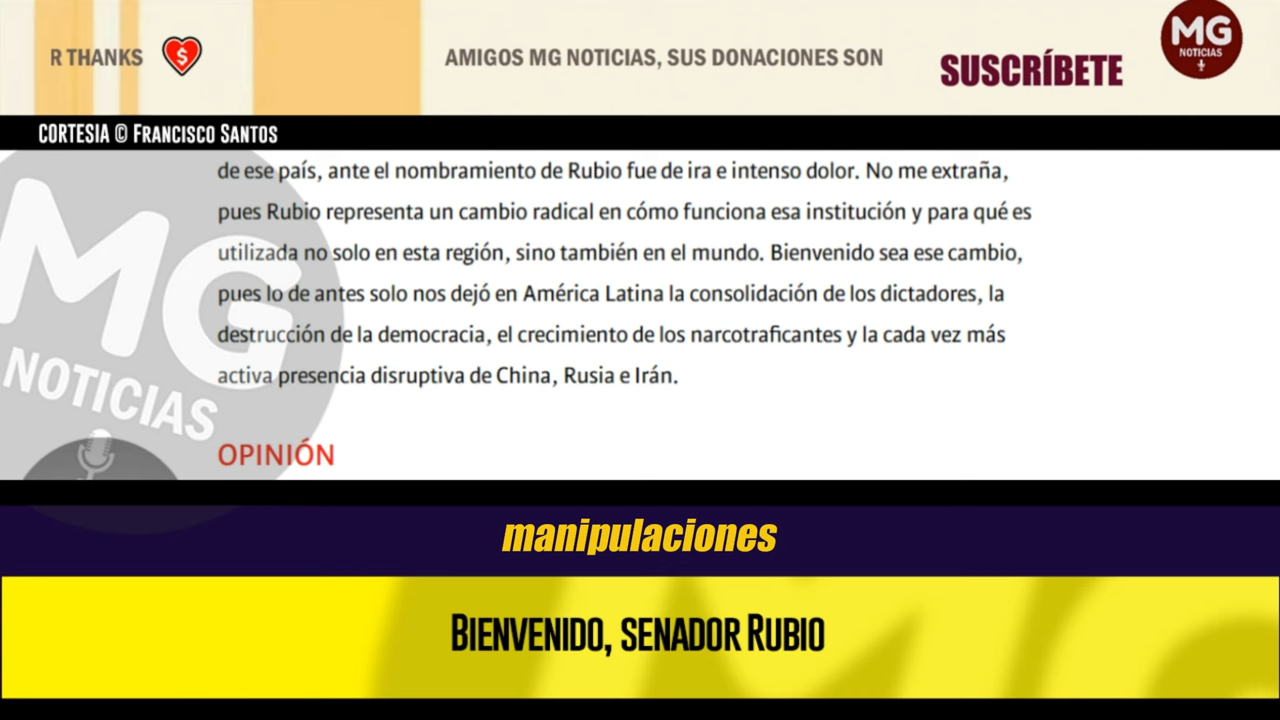 R THANKS
$
AMIGOS MG NOTICIAS, SUS DONACIONES SON
SUSCRÍBETE
MG
NOTICIAS
CORTESIA © FRANCISCO SANTOS
de ese país, ante el nombramiento de Rubio fue de ira e intenso dolor. No me extraña,
pues Rubio representa un cambio radical en cómo funciona esa institución y para qué es
utilizada no solo en esta región, sino también en el mundo. Bienvenido sea ese cambio,
pues lo de antes solo nos dejó en América Latina la consolidación de los dictadores, la
destrucción de la democracia, el crecimiento de los narcotraficantes y la cada vez más
activa presencia disruptiva de China, Rusia e Irán.
MG
NOTICIAS
OPINIÓN
manipulaciones
BIENVENIDO, SENADOR RUBIO